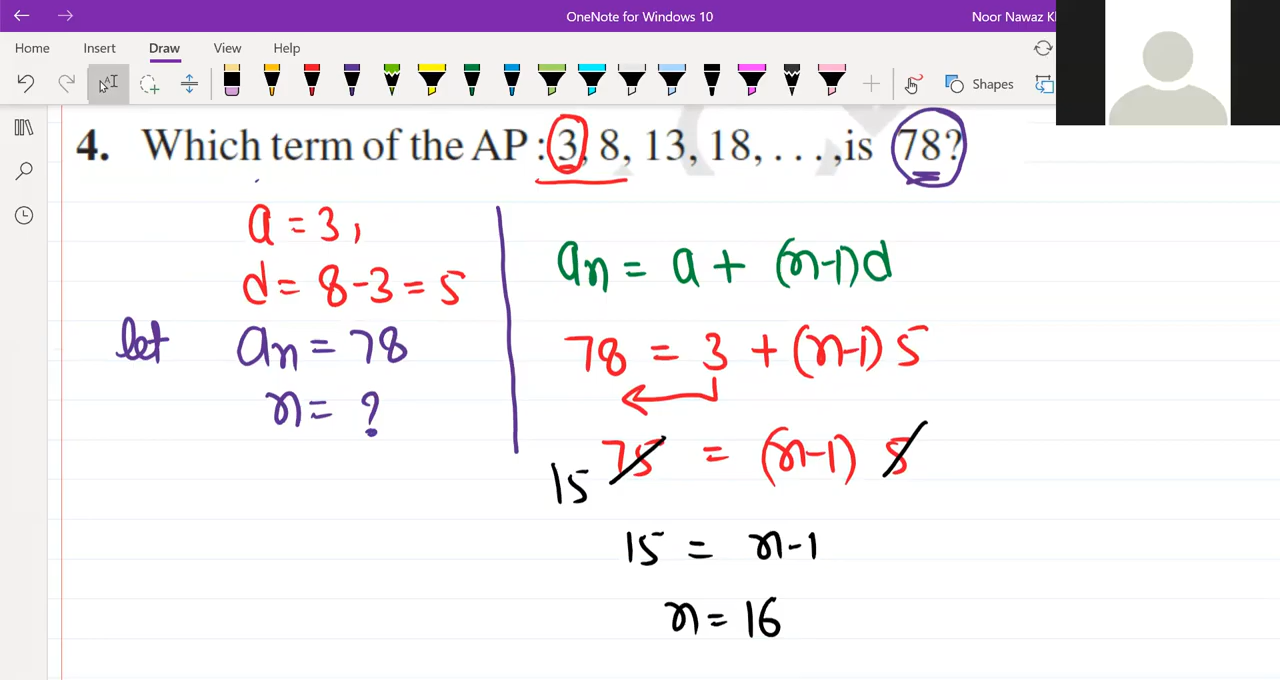 OneNote for Windows 10
Noor Nawaz Kh
Home Insert Draw View Help
Shapes
4. Which term of the AP : 3, 8, 13, 18, . . . ,is 78?
a = 3,
d = 8 - 3 = 5
let an = 78
n = ?
an = a + (n-1)d
78 = 3 + (n-1) 5
15 75 = (n-1) 5
15 = n-1
n = 16